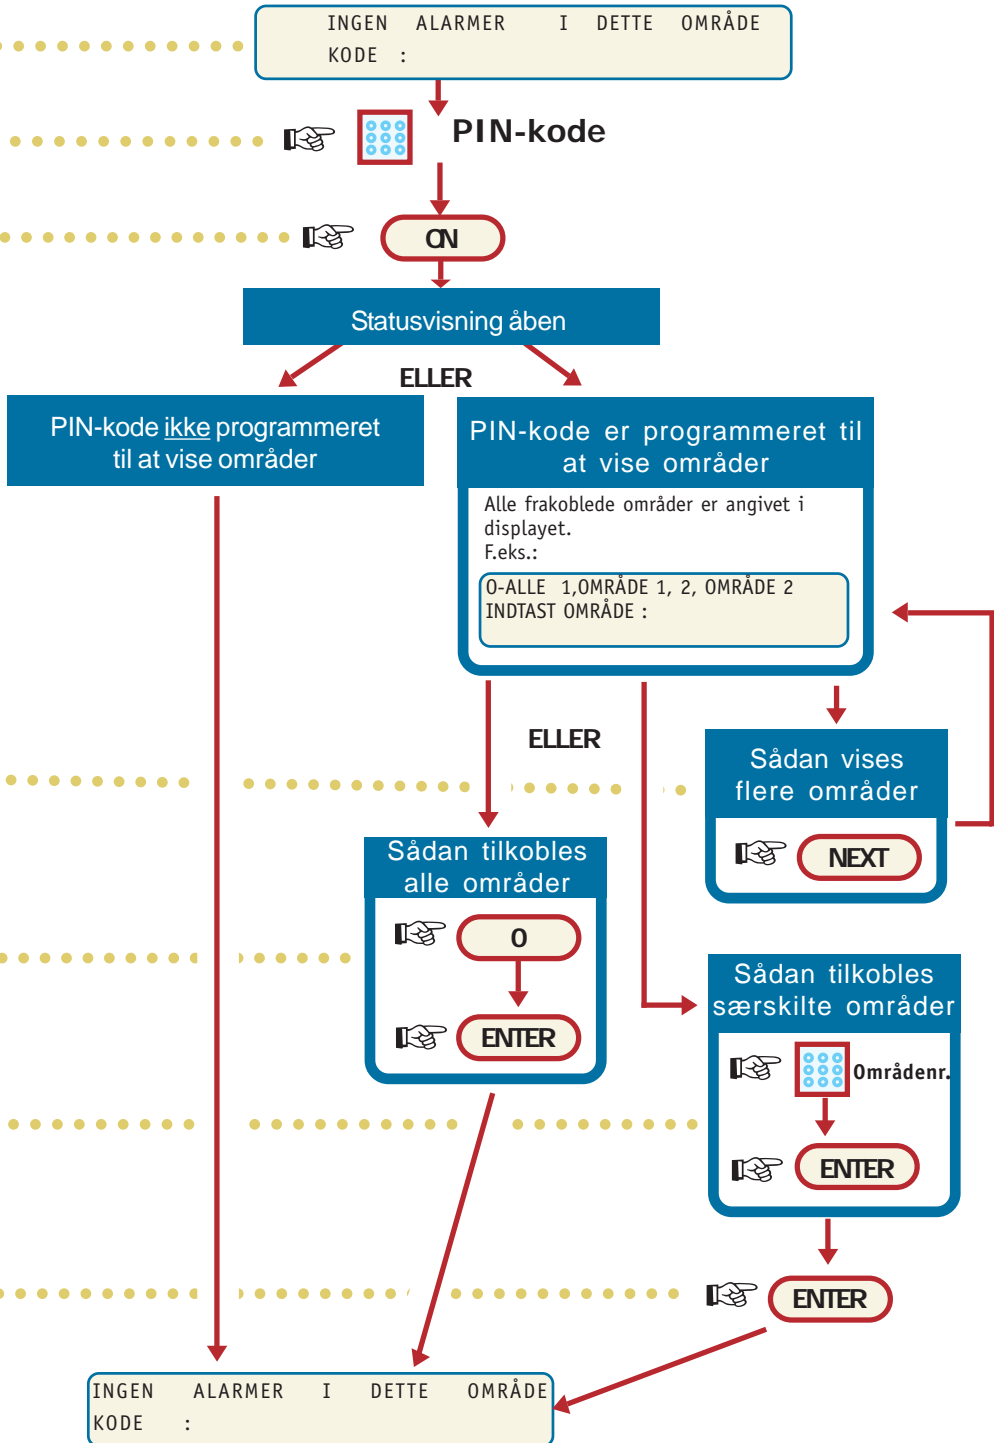 INGEN ALARMER I DETTE OMRÅDE
KODE :
PIN-kode
ON
Statusvisning åben
ELLER
PIN-kode ikke programmeret
til at vise områder
PIN-kode er programmeret til
at vise områder
Alle frakoblede områder er angivet i
displayet.
F.eks.:
0-ALLE 1,OMRÅDE 1, 2, OMRÅDE 2
INDTAST OMRÅDE :
ELLER
Sådan vises
flere områder
NEXT
Sådan tilkobles
alle områder
0
ENTER
Sådan tilkobles
særskilte områder
Områdenr.
ENTER
ENTER
INGEN ALARMER I DETTE OMRÅDE
KODE :